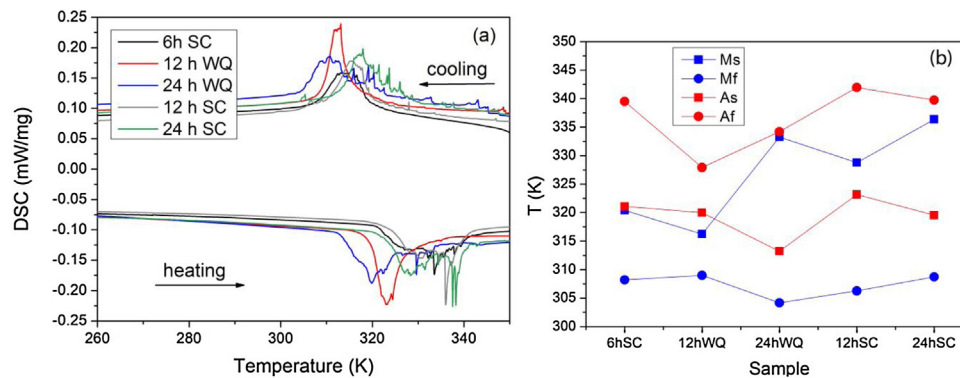 (a)
0.25
0.20
0.15
0.10
0.05
0.00
-0.05
-0.10
-0.15
-0.20
-0.25
DSC (mW/mg)
6h SC
12 h WQ
24 h WQ
12 h SC
24 h SC
cooling
heating
260 280 300 320 340
Temperature (K)
(b)
350
345
340
335
330
325
320
315
310
305
300
T (K)
Ms
Mf
As
Af
6hSC 12hWQ 24hWQ 12hSC 24hSC
Sample